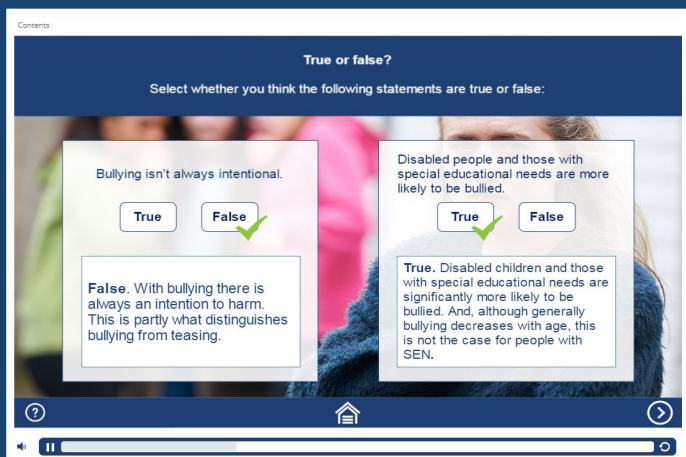 Contents
True or false?
Select whether you think the following statements are true or false:
Bullying isn't always intentional.
True
False
False. With bullying there is
always an intention to harm.
This is partly what distinguishes
bullying from teasing.
Disabled people and those with
special educational needs are more
likely to be bullied.
True
False
True. Disabled children and those
with special educational needs are
significantly more likely to be
bullied. And, although generally
bullying decreases with age, this
is not the case for people with
SEN.
?